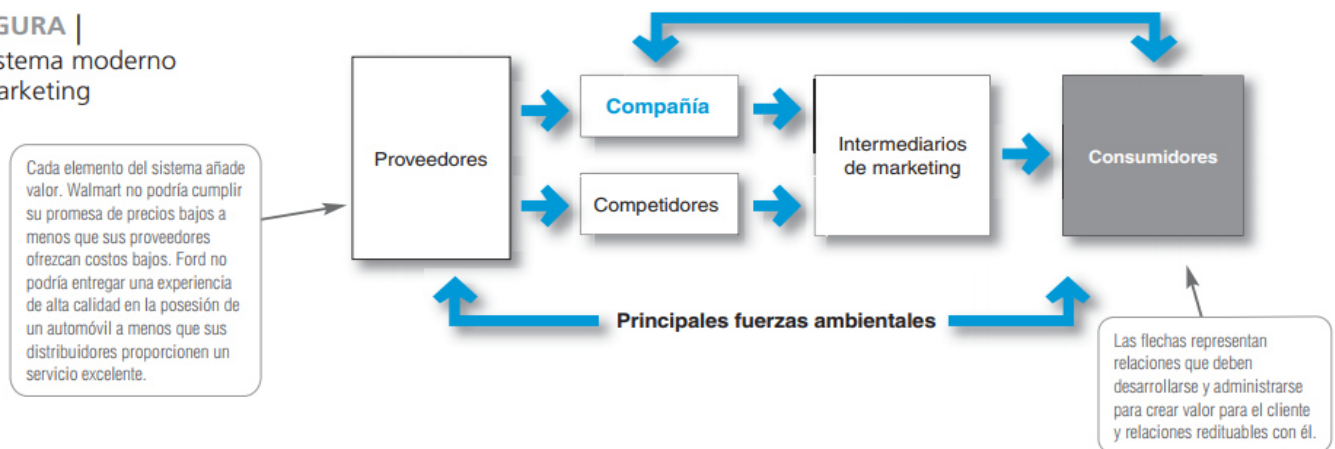 GURA |
stema moderno
arketing
Cada elemento del sistema añade
valor. Walmart no podría cumplir
su promesa de precios bajos a
menos que sus proveedores
ofrezcan costos bajos. Ford no
podría entregar una experiencia
de alta calidad en la posesión de
un automóvil a menos que sus
distribuidores proporcionen un
servicio excelente.
Proveedores
Compañía
Competidores
Intermediarios
de marketing
Consumidores
Principales fuerzas ambientales
Las flechas representan
relaciones que deben
desarrollarse y administrarse
para crear valor para el cliente
y relaciones redituables con él.